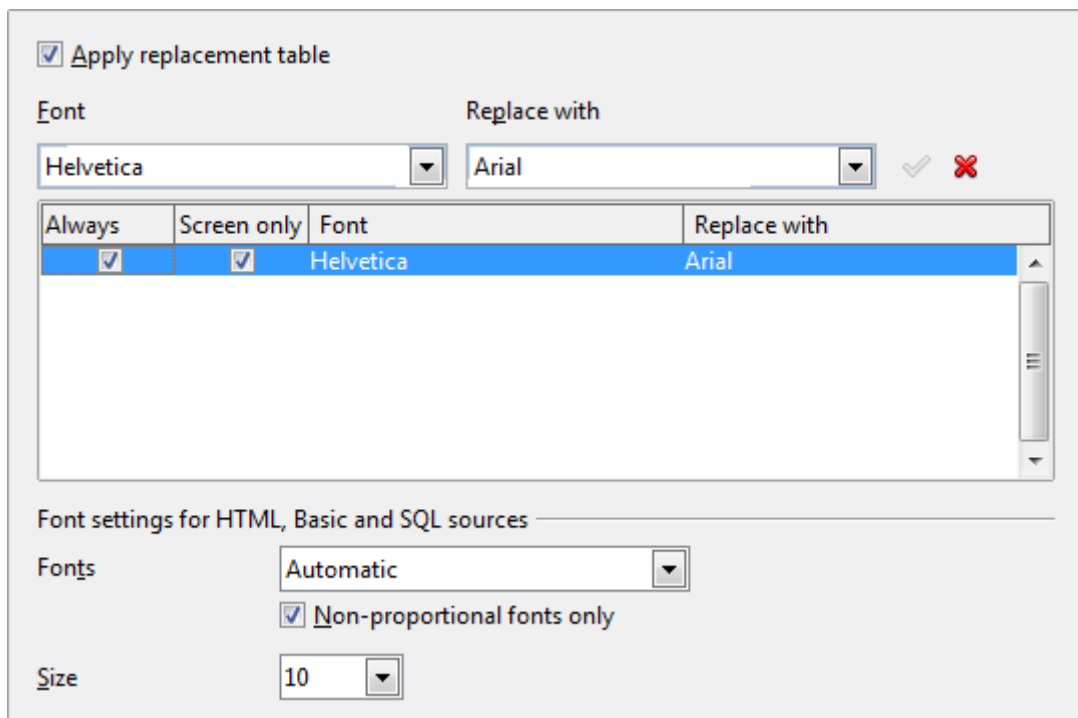 Apply replacement table
Font Replace with
Helvetica Arial
Always Screen only Font Replace with
Helvetica Arial
Font settings for HTML, Basic and SQL sources
Fonts Automatic
Non-proportional fonts only
Size 10